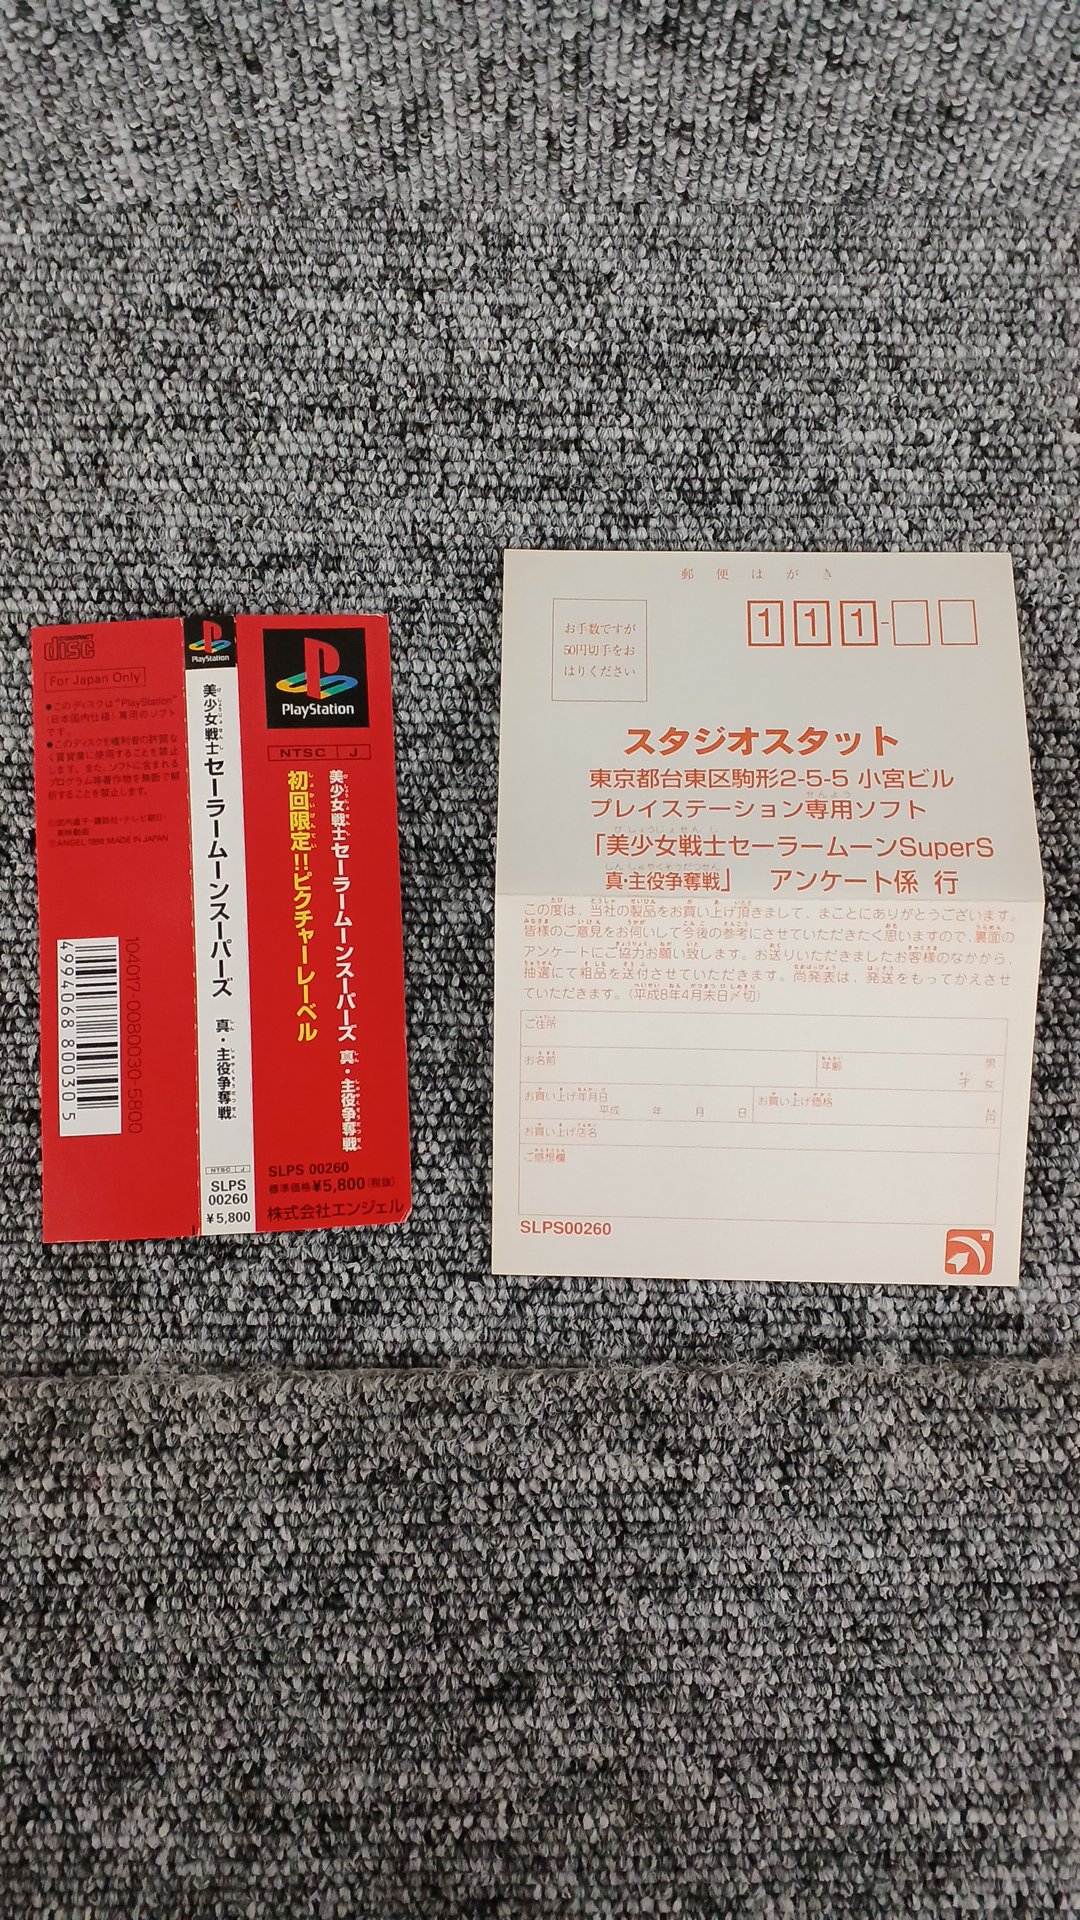 COMPACT
disc
For Japan Only
●このディスクは"PlayStation"
(日本国内仕様)専用のソフト
です。
●このディスクを権利者の許諾な
く賃貸業に使用することを禁止
します。また、ソフトに含まれる
プログラム等著作物を無断で解
析することを禁止します。
©武内直子・講談社・テレビ朝日・
東映動画
©ANGEL 1996 MADE IN JAPAN
104017-0080030-5800
4994068800305
PlayStation
美少女戦士セーラームーンスーパーズ 真・主役争奪戦
NTSC J
SLPS
00260
¥5,800
PlayStation
NTSC J
美少女戦士セーラームーンスーパーズ 真・主役争奪戦
初回限定!!ピクチャーレーベル
SLPS 00260
標準価格¥5,800(税抜)
株式会社エンジェル
郵便はがき
お手数ですが
50円切手をお
はりください
111-
スタジオスタット
東京都台東区駒形2-5-5 小宮ビル
プレイステーション専用ソフト
「美少女戦士セーラームーンSuperS
真・主役争奪戦」 アンケート係 行
この度は、当社の製品をお買い上げ頂きまして、まことにありがとうございます。
皆様のご意見をお伺いして今後の参考にさせていただきたく思いますので、裏面の
アンケートにご協力お願い致します。お送りいただきましたお客様のなかから、
抽選にて粗品を送付させていただきます。尚発表は、発送をもってかえさせ
ていただきます。(平成8年4月末日〆切)
ご住所
お名前
年齢
才
男
女
お買い上げ年月日
平成 年 月 日
お買い上げ価格
円
お買い上げ店名
ご感想欄
SLPS00260